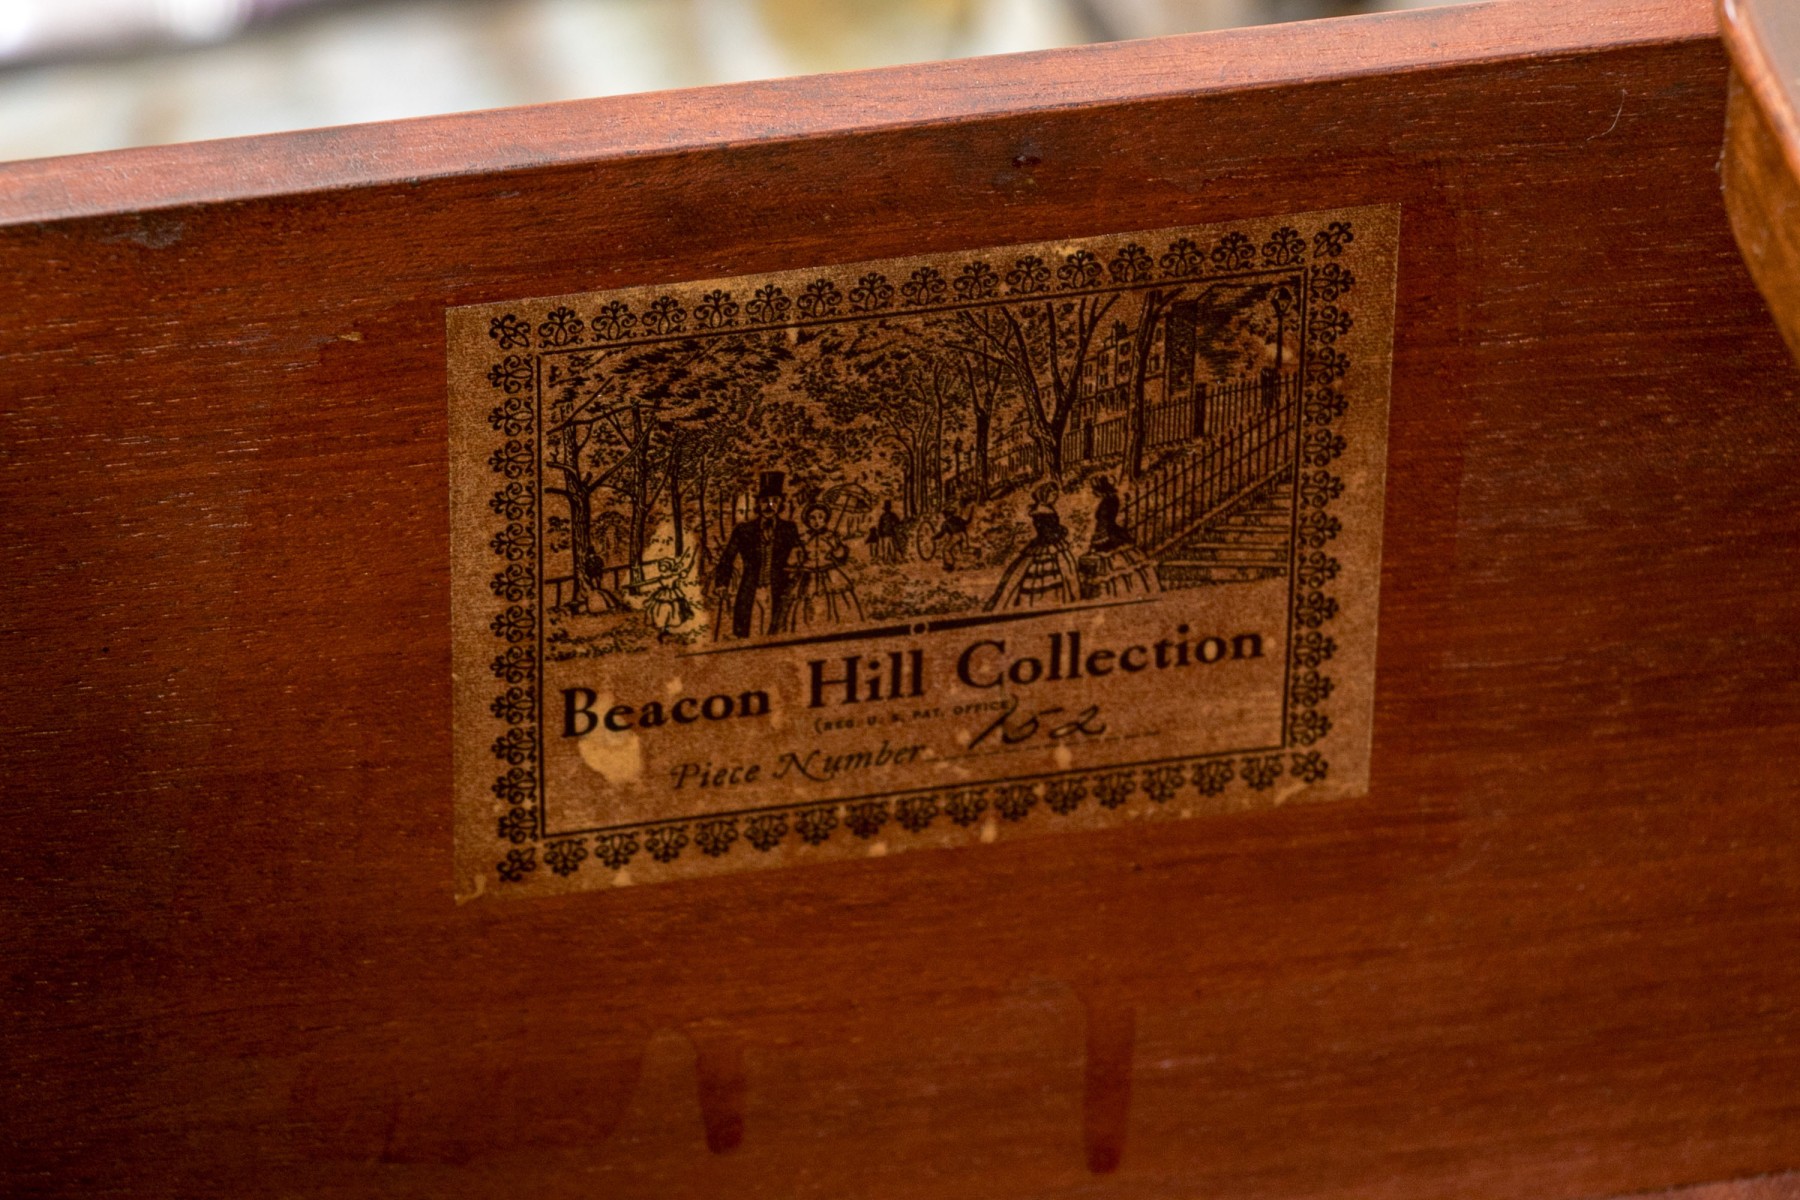 Beacon Hill Collection
(REG. U. S. PAT. OFFICE)
Piece Number 152